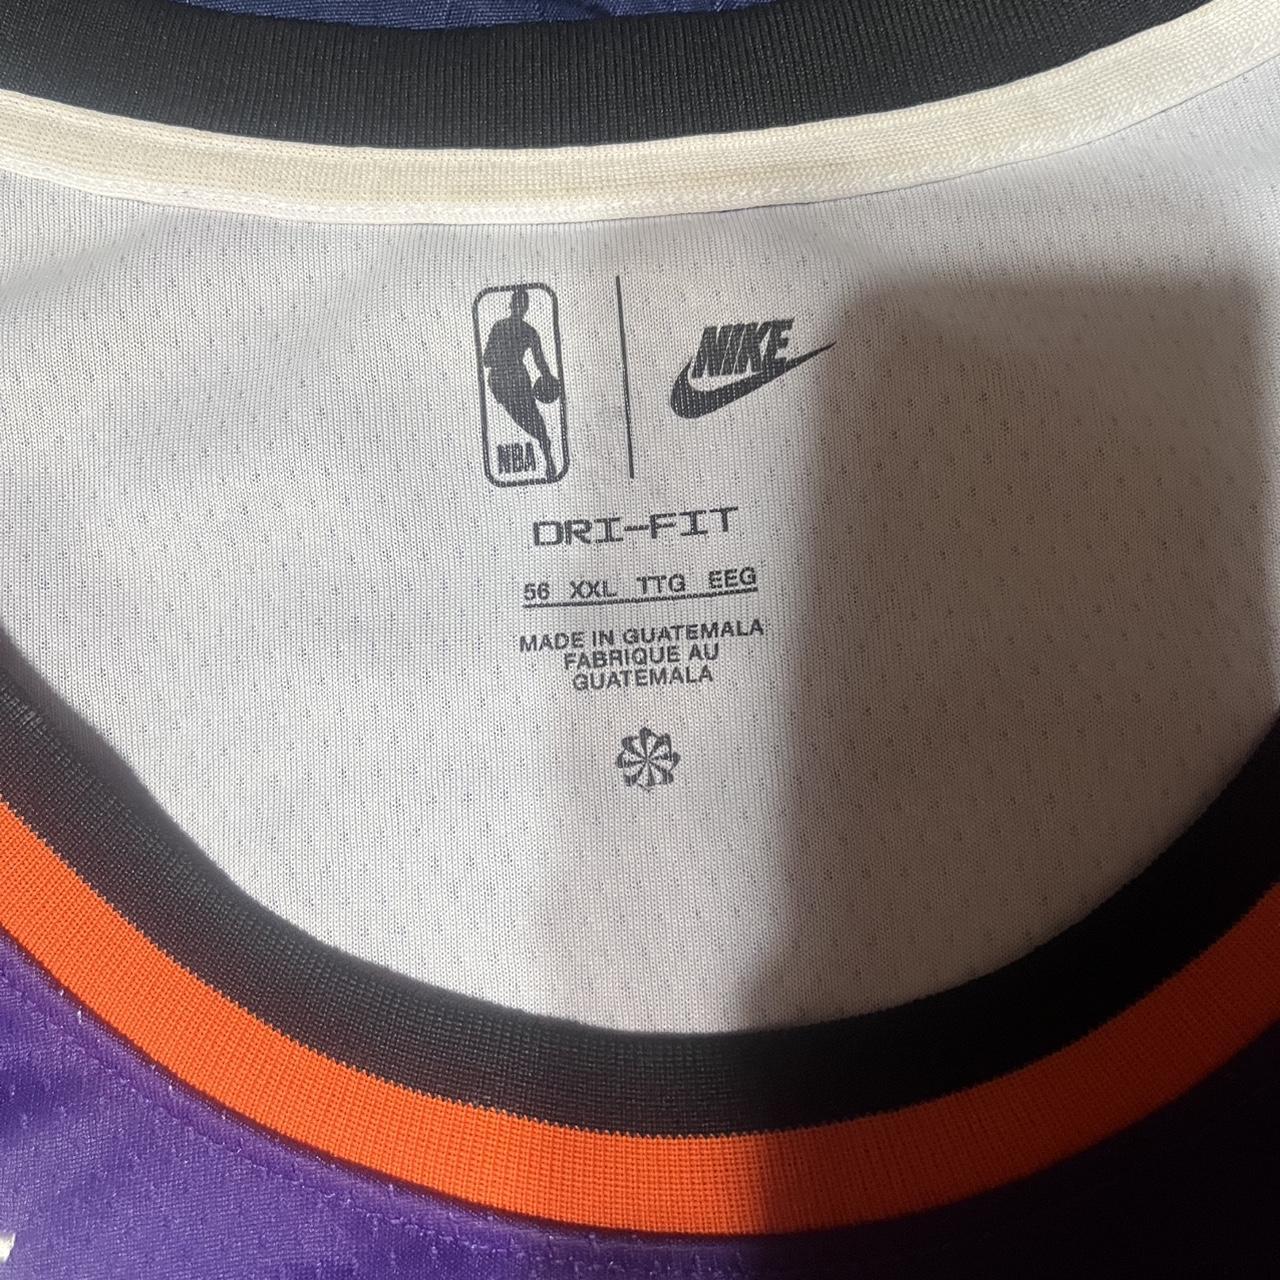 NBA
NIKE
DRI-FIT
56 XXL TTG EEG
MADE IN GUATEMALA
FABRIQUE AU
GUATEMALA